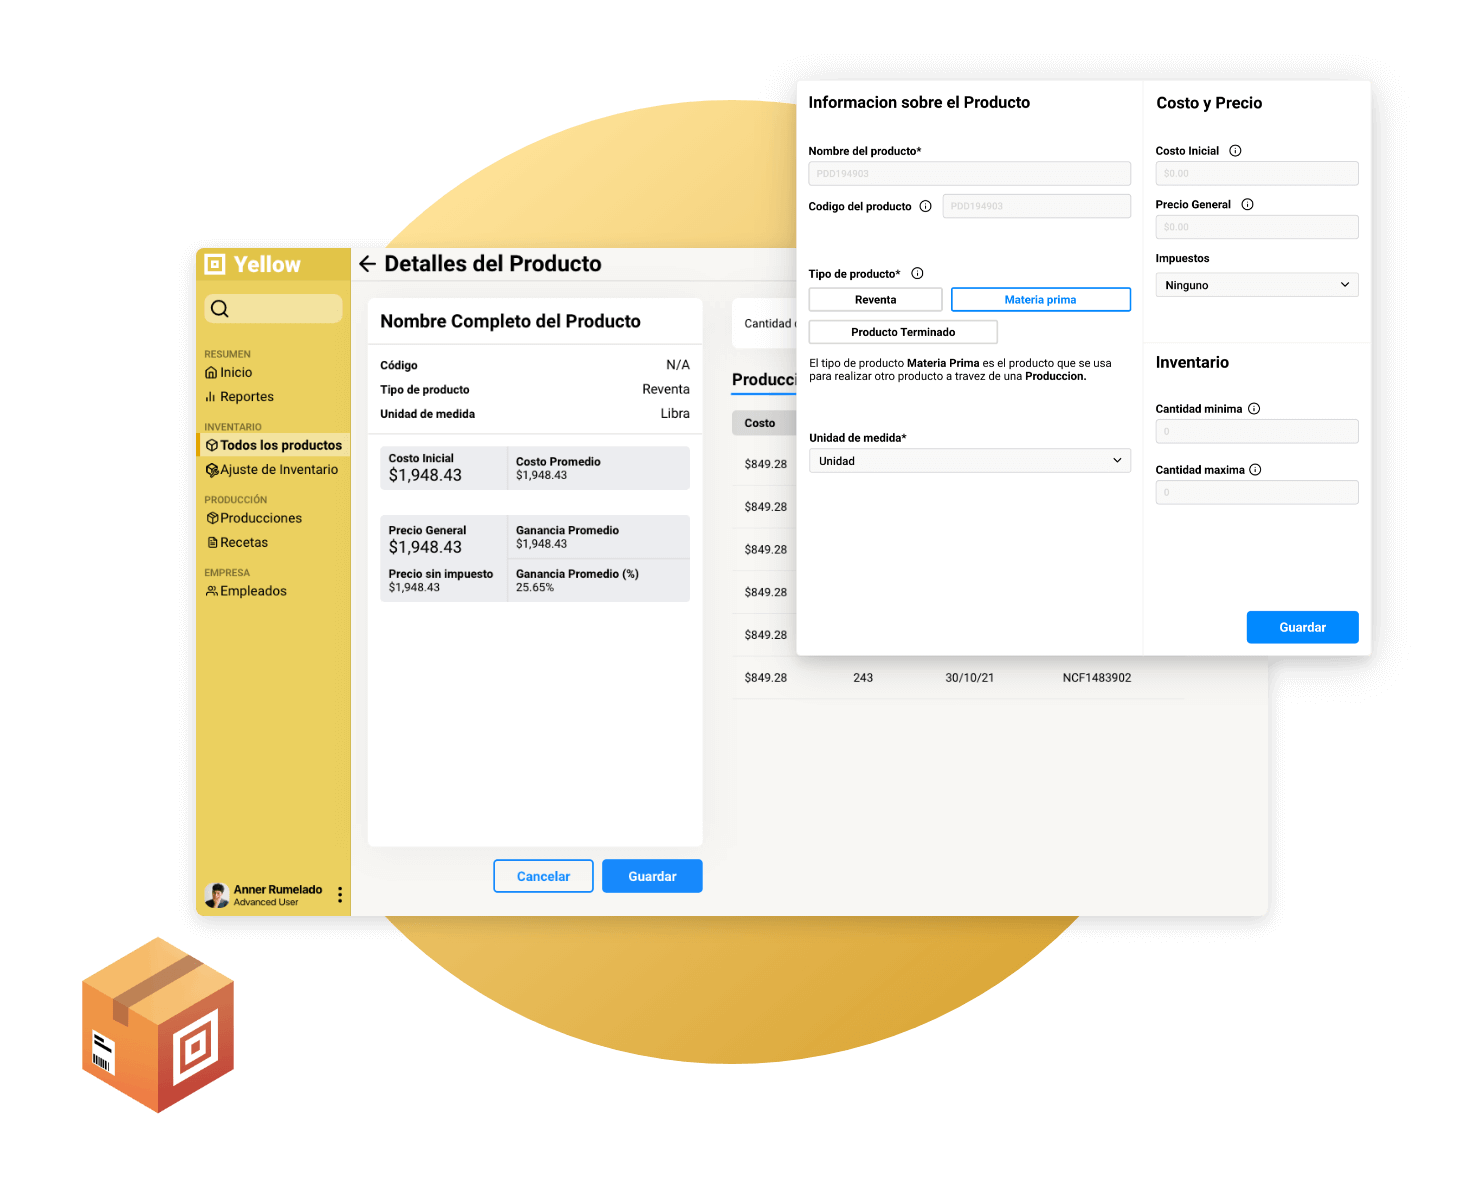 Yellow
RESUMEN
Inicio
Reportes
INVENTARIO
Todos los productos
Ajuste de Inventario
PRODUCCIÓN
Producciones
Recetas
EMPRESA
Empleados
Anner Rumelado
Advanced User
Detalles del Producto
Nombre Completo del Producto
Código N/A
Tipo de producto Reventa
Unidad de medida Libra
Costo Inicial
$1,948.43
Costo Promedio
$1,948.43
Precio General
$1,948.43
Ganancia Promedio
$1,948.43
Precio sin impuesto
$1,948.43
Ganancia Promedio (%)
25.65%
Cancelar
Guardar
Cantidad
Producci
Costo
$849.28
$849.28
$849.28
$849.28
$849.28
$849.28 243 30/10/21 NCF1483902
Informacion sobre el Producto
Nombre del producto*
PDD194903
Codigo del producto PDD194903
Tipo de producto*
Reventa
Materia prima
Producto Terminado
El tipo de producto Materia Prima es el producto que se usa
para realizar otro producto a travez de una Produccion.
Unidad de medida*
Unidad
Costo y Precio
Costo Inicial
$0.00
Precio General
$0.00
Impuestos
Ninguno
Inventario
Cantidad minima
0
Cantidad maxima
0
Guardar